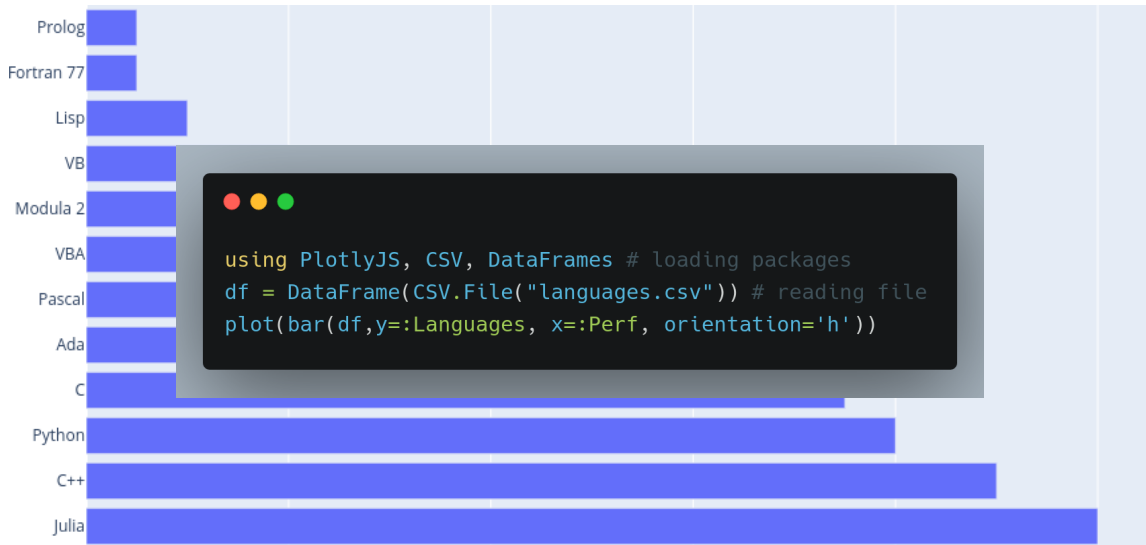 Prolog
Fortran 77
Lisp
VB
Modula 2
VBA
Pascal
Ada
C
Python
C++
Julia
using PlotlyJS, CSV, DataFrames # loading packages
df = DataFrame(CSV.File("languages.csv")) # reading file
plot(bar(df,y=:Languages, x=:Perf, orientation='h'))